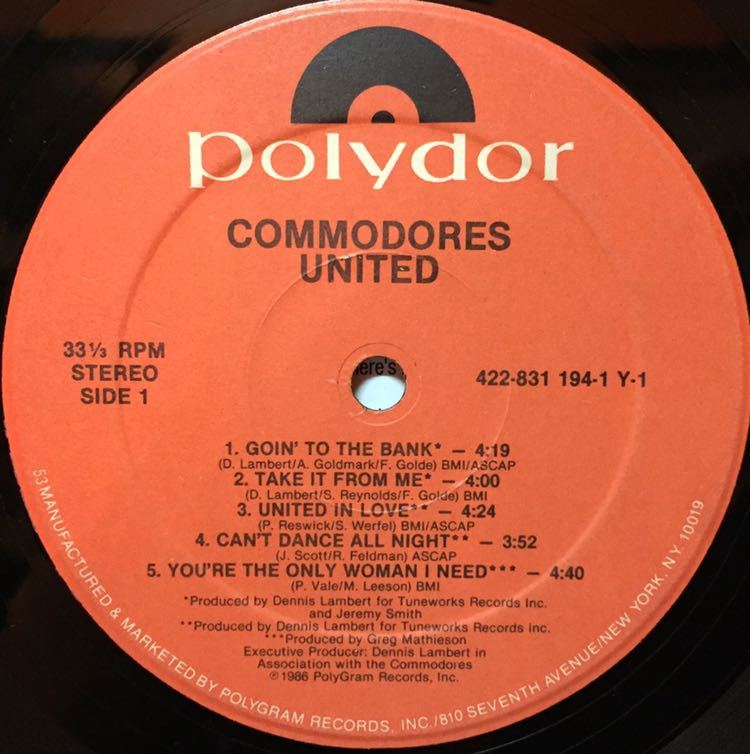 polydor
COMMODORES
UNITED
33⅓ RPM
STEREO
SIDE 1
here's
422-831 194-1 Y-1
1. GOIN' TO THE BANK* — 4:19
(D. Lambert/A. Goldmark/F. Golde) BMI/ASCAP
2. TAKE IT FROM ME* — 4:00
(D. Lambert/S. Reynolds/F. Golde) BMI
3. UNITED IN LOVE** — 4:24
(P. Reswick/S. Werfel) BMI/ASCAP
4. CAN'T DANCE ALL NIGHT** — 3:52
(J. Scott/R. Feldman) ASCAP
5. YOU'RE THE ONLY WOMAN I NEED*** — 4:40
(P. Vale/M. Leeson) BMI
*Produced by Dennis Lambert for Tuneworks Records Inc.
and Jeremy Smith
**Produced by Dennis Lambert for Tuneworks Records Inc.
***Produced by Greg Mathieson
Executive Producer: Dennis Lambert in
Association with the Commodores
℗1986 PolyGram Records, Inc.
53 MANUFACTURED & MARKETED BY POLYGRAM RECORDS, INC./810 SEVENTH AVENUE/NEW YORK, N.Y. 10019